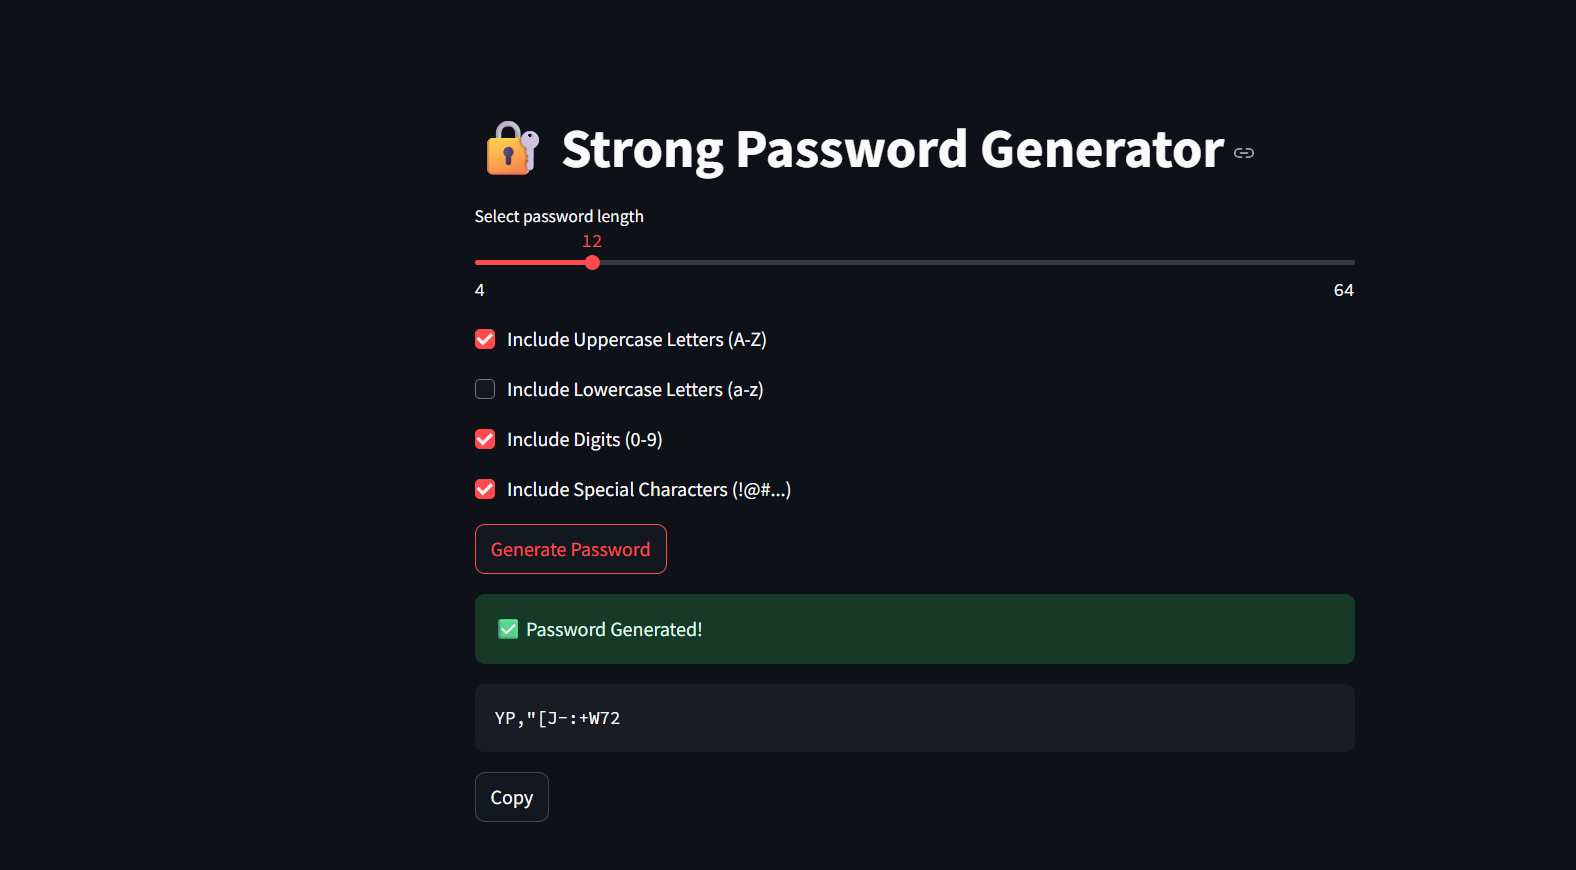 🔐 Strong Password Generator
Select password length
12
4 64
Include Uppercase Letters (A-Z)
Include Lowercase Letters (a-z)
Include Digits (0-9)
Include Special Characters (!@#...)
Generate Password
✅ Password Generated!
YP,"[J-:+W72
Copy